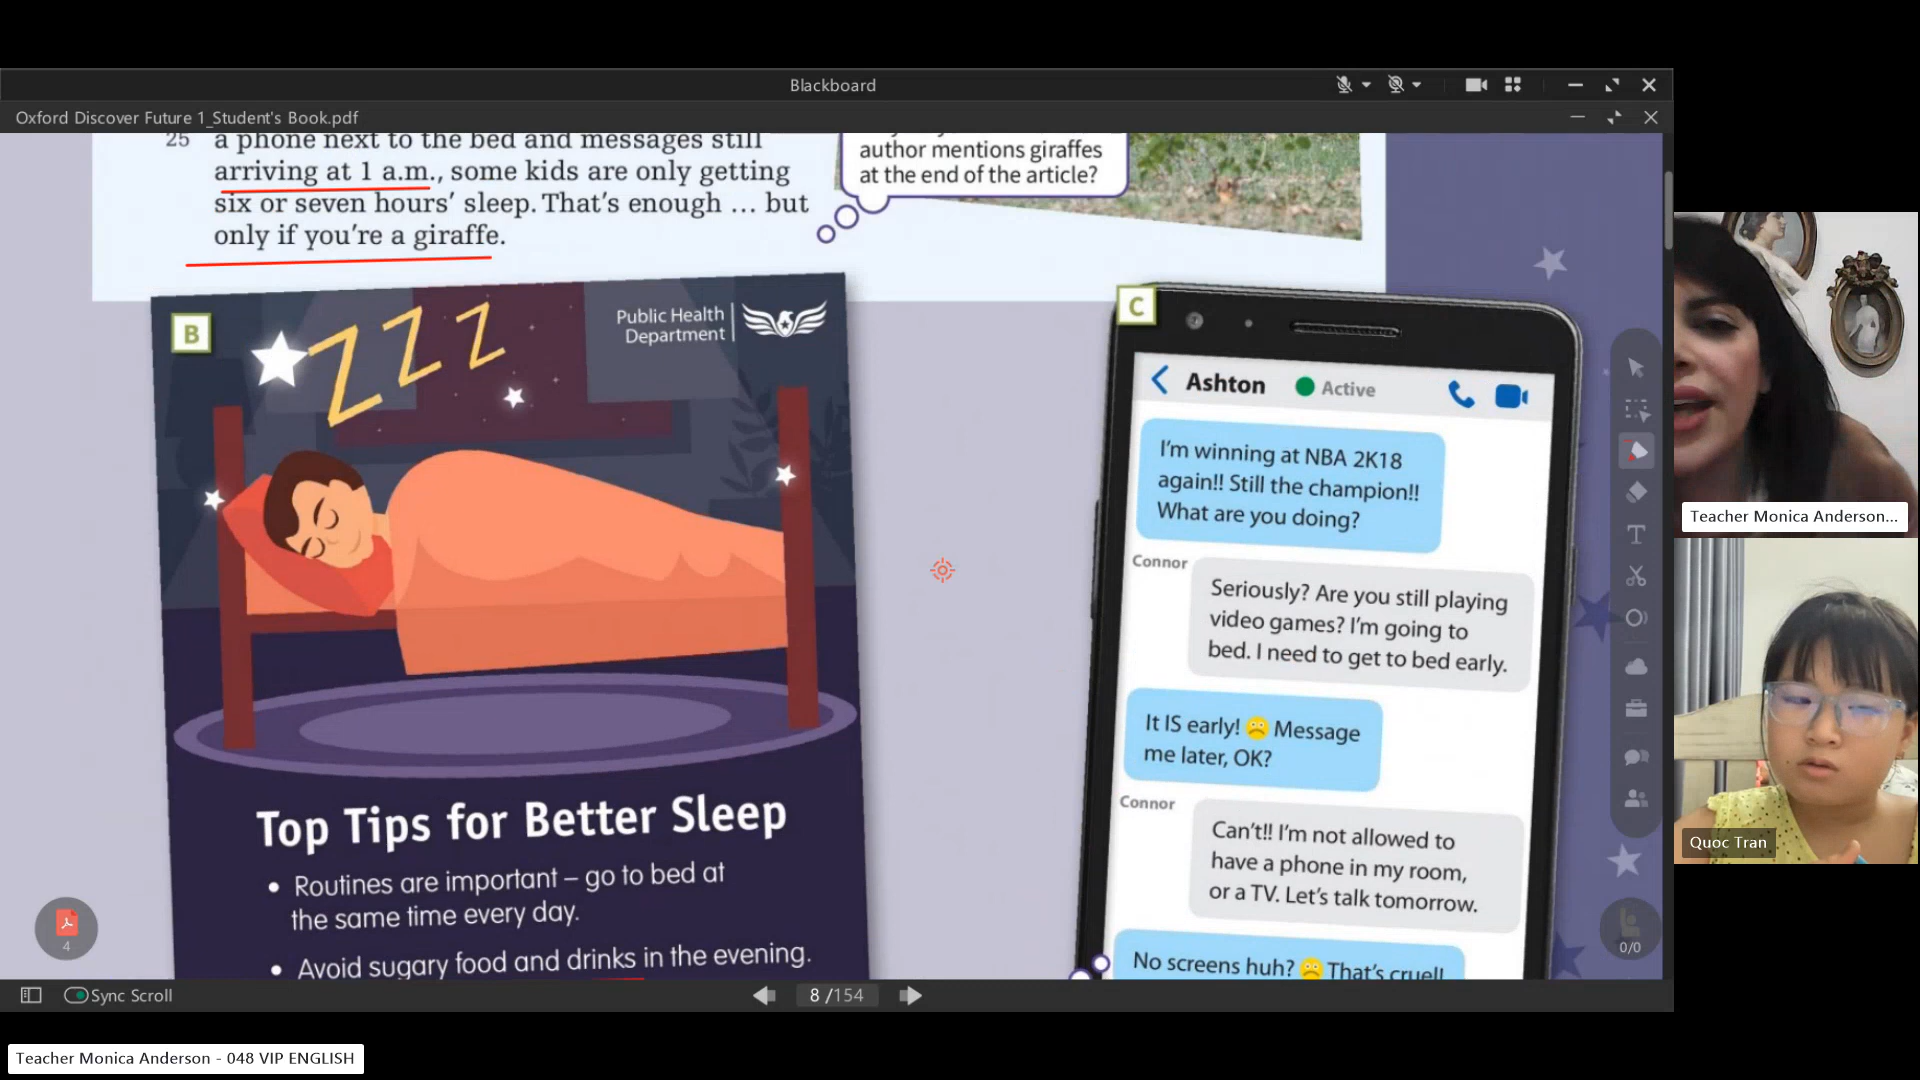 Blackboard
Oxford Discover Future 1_Student's Book.pdf
25 a phone next to the bed and messages still
arriving at 1 a.m., some kids are only getting
six or seven hours' sleep. That's enough ... but
only if you're a giraffe.
author mentions giraffes
at the end of the article?
B
Public Health
Department
ZZZ
Top Tips for Better Sleep
• Routines are important – go to bed at
the same time every day.
• Avoid sugary food and drinks in the evening.
C
Ashton Active
I'm winning at NBA 2K18
again!! Still the champion!!
What are you doing?
Connor
Seriously? Are you still playing
video games? I'm going to
bed. I need to get to bed early.
It IS early! 🙁 Message
me later, OK?
Connor
Can't!! I'm not allowed to
have a phone in my room,
or a TV. Let's talk tomorrow.
No screens huh? 🙁 That's cruel!
4
0/0
Sync Scroll
8 /154
Teacher Monica Anderson...
Quoc Tran
Teacher Monica Anderson - 048 VIP ENGLISH